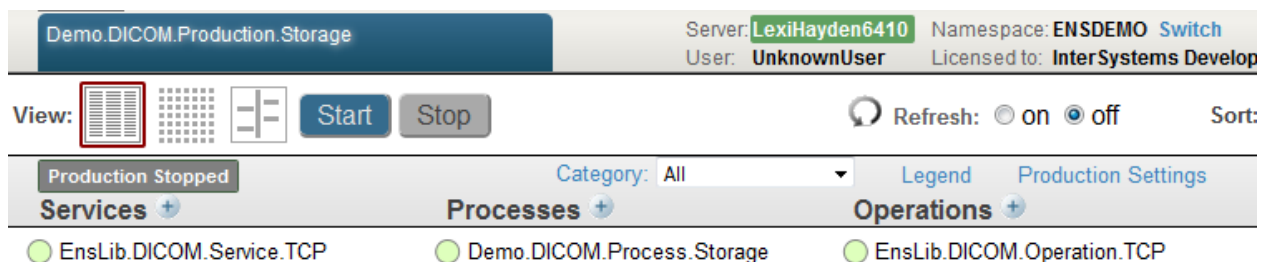 Demo.DICOM.Production.Storage
Server: LexiHayden6410 Namespace: ENSDEMO Switch
User: UnknownUser Licensed to: InterSystems Develop
View: Start Stop Refresh: on off Sort:
Production Stopped Category: All Legend Production Settings
Services + Processes + Operations +
EnsLib.DICOM.Service.TCP Demo.DICOM.Process.Storage EnsLib.DICOM.Operation.TCP